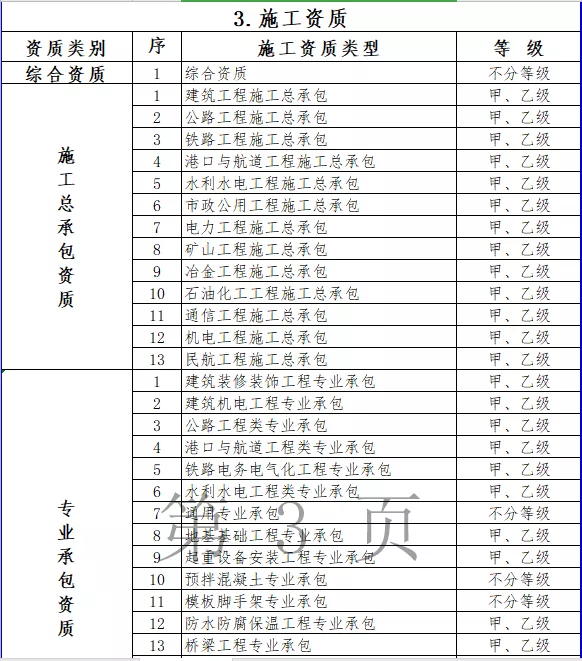 3.施工资质
资质类别 序 施工资质类型 等 级
综合资质 1 综合资质 不分等级
施工总承包资质
1 建筑工程施工总承包 甲、乙级
2 公路工程施工总承包 甲、乙级
3 铁路工程施工总承包 甲、乙级
4 港口与航道工程施工总承包 甲、乙级
5 水利水电工程施工总承包 甲、乙级
6 市政公用工程施工总承包 甲、乙级
7 电力工程施工总承包 甲、乙级
8 矿山工程施工总承包 甲、乙级
9 冶金工程施工总承包 甲、乙级
10 石油化工工程施工总承包 甲、乙级
11 通信工程施工总承包 甲、乙级
12 机电工程施工总承包 甲、乙级
13 民航工程施工总承包 甲、乙级
专业承包资质
1 建筑装修装饰工程专业承包 甲、乙级
2 建筑机电工程专业承包 甲、乙级
3 公路工程类专业承包 甲、乙级
4 港口与航道工程类专业承包 甲、乙级
5 铁路电务电气化工程专业承包 甲、乙级
6 水利水电工程类专业承包 甲、乙级
7 通用专业承包 不分等级
8 地基基础工程专业承包 甲、乙级
9 起重设备安装工程专业承包 甲、乙级
10 预拌混凝土专业承包 不分等级
11 模板脚手架专业承包 不分等级
12 防水防腐保温工程专业承包 甲、乙级
13 桥梁工程专业承包 甲、乙级
第 3 页